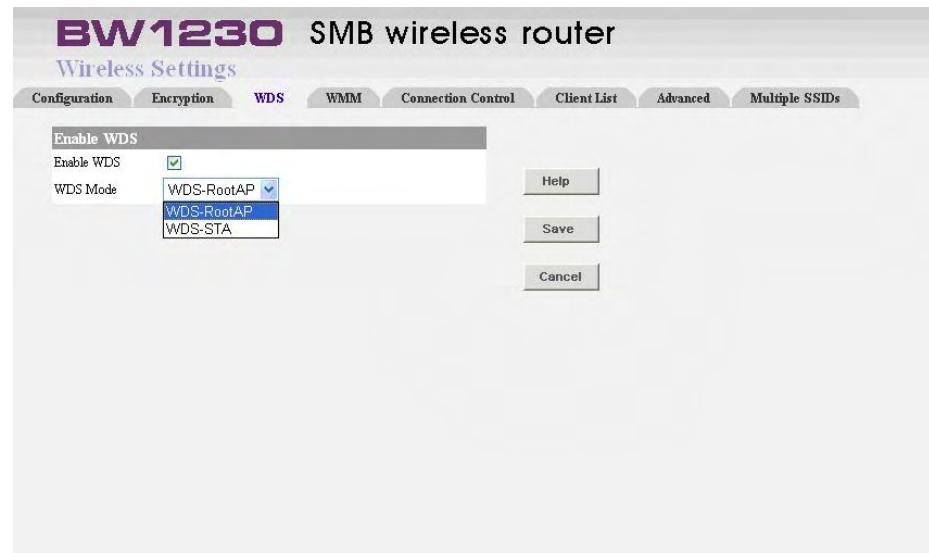 BW1230 SMB wireless router
Wireless Settings
Configuration Encryption WDS WMM Connection Control Client List Advanced Multiple SSIDs
Enable WDS
Enable WDS
WDS Mode WDS-RootAP
WDS-RootAP
WDS-STA
Help
Save
Cancel